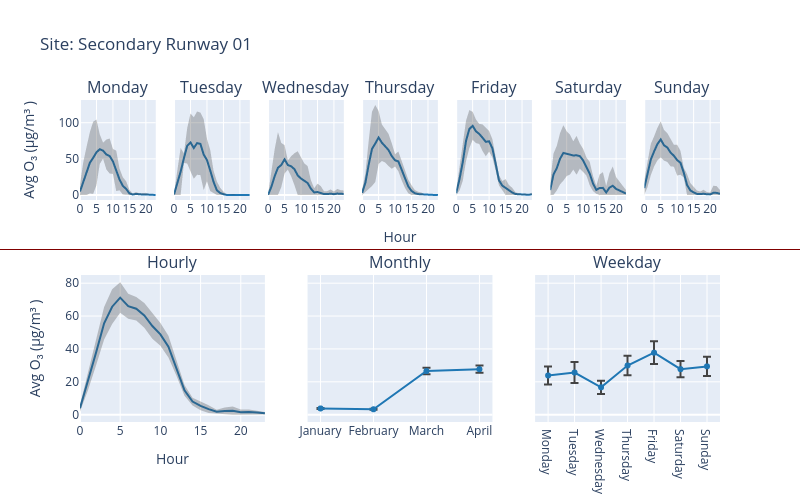 Site: Secondary Runway 01
Monday Tuesday Wednesday Thursday Friday Saturday Sunday
Avg O₃ (μg/m³ )
100
50
0
0 5 10 15 20 0 5 10 15 20 0 5 10 15 20 0 5 10 15 20 0 5 10 15 20 0 5 10 15 20 0 5 10 15 20
Hour
Hourly Monthly Weekday
Avg O₃ (μg/m³ )
80
60
40
20
0
0 5 10 15 20
Hour
January February March April
Monday Tuesday Wednesday Thursday Friday Saturday Sunday